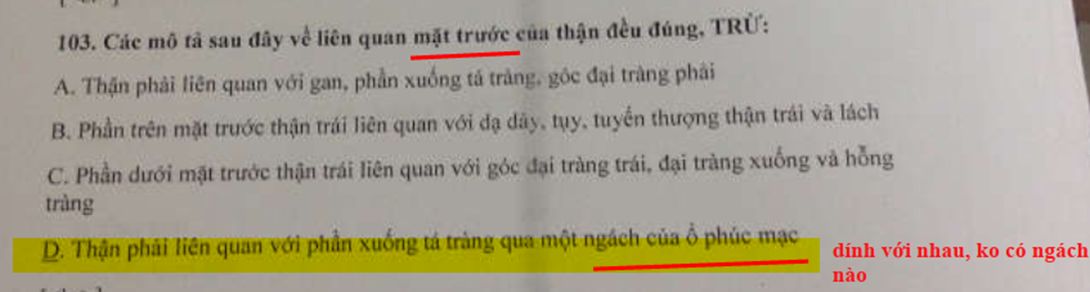 103. Các mô tả sau đây về liên quan mặt trước của thận đều đúng, TRỪ:
A. Thận phải liên quan với gan, phần xuống tá tràng, góc đại tràng phải
B. Phần trên mặt trước thận trái liên quan với dạ dày, tụy, tuyến thượng thận trái và lách
C. Phần dưới mặt trước thận trái liên quan với góc đại tràng trái, đại tràng xuống và hỗng
tràng
D. Thận phải liên quan với phần xuống tá tràng qua một ngách của ổ phúc mạc
dính với nhau, ko có ngách
nào